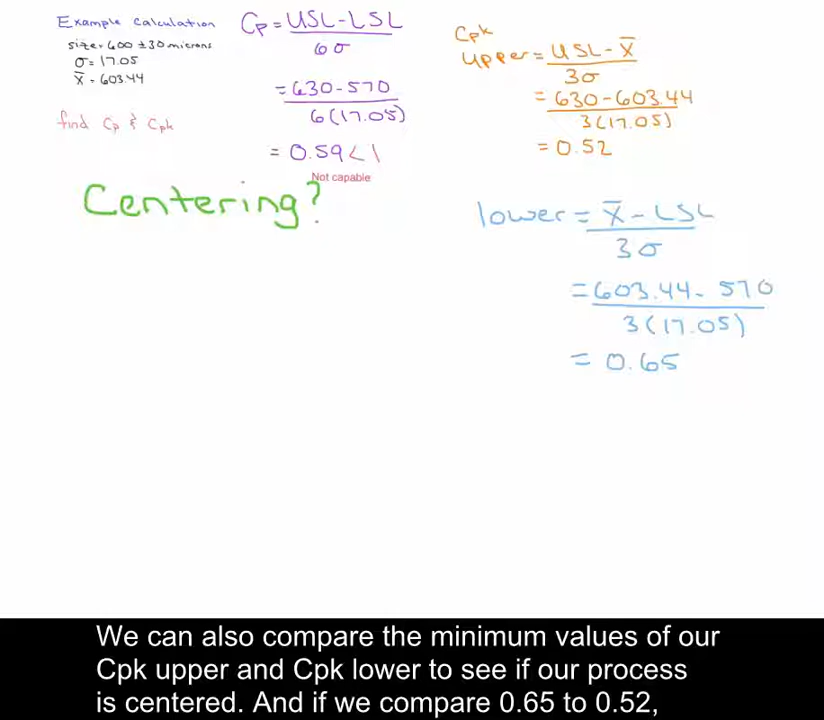 Example Calculation
size = 600 ±30 microns
σ = 17.05
x̄ = 603.44
find Cp & Cpk
Cp = USL-LSL
6σ
= 630-570
6(17.05)
= 0.59 < 1
Not capable
Centering?
Cpk
upper = USL - x̄
3σ
= 630-603.44
3(17.05)
= 0.52
lower = x̄ - LSL
3σ
= 603.44 - 570
3(17.05)
= 0.65
We can also compare the minimum values of our
Cpk upper and Cpk lower to see if our process
is centered. And if we compare 0.65 to 0.52,